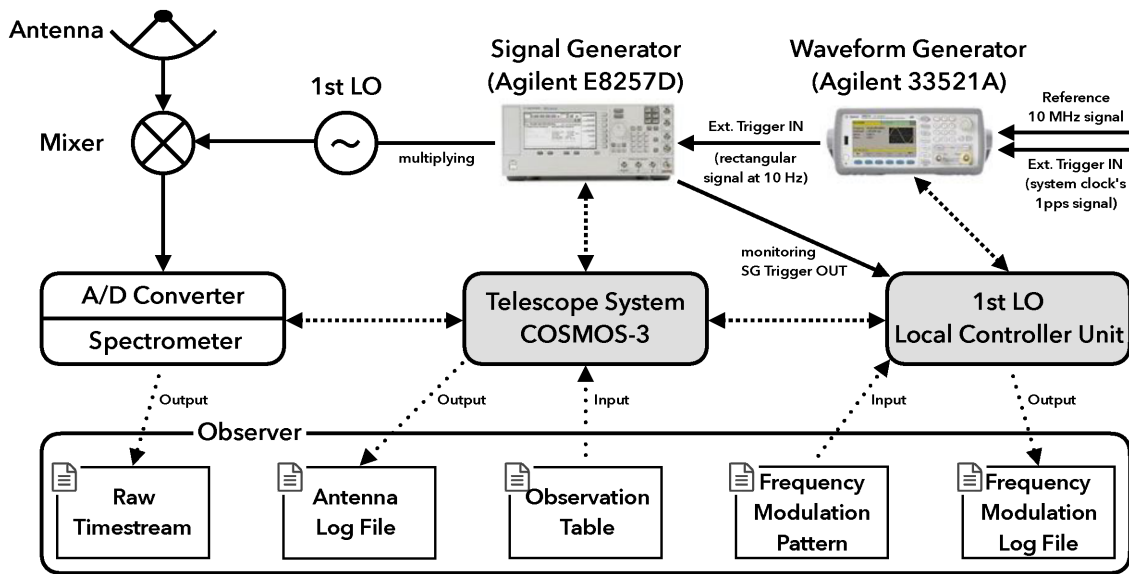 Antenna
Mixer
1st LO
multiplying
Signal Generator
(Agilent E8257D)
Ext. Trigger IN
(rectangular
signal at 10 Hz)
Waveform Generator
(Agilent 33521A)
Reference
10 MHz signal
Ext. Trigger IN
(system clock's
1pps signal)
monitoring
SG Trigger OUT
A/D Converter
Spectrometer
Telescope System
COSMOS-3
1st LO
Local Controller Unit
Output
Output
Input
Input
Output
Observer
Raw
Timestream
Antenna
Log File
Observation
Table
Frequency
Modulation
Pattern
Frequency
Modulation
Log File